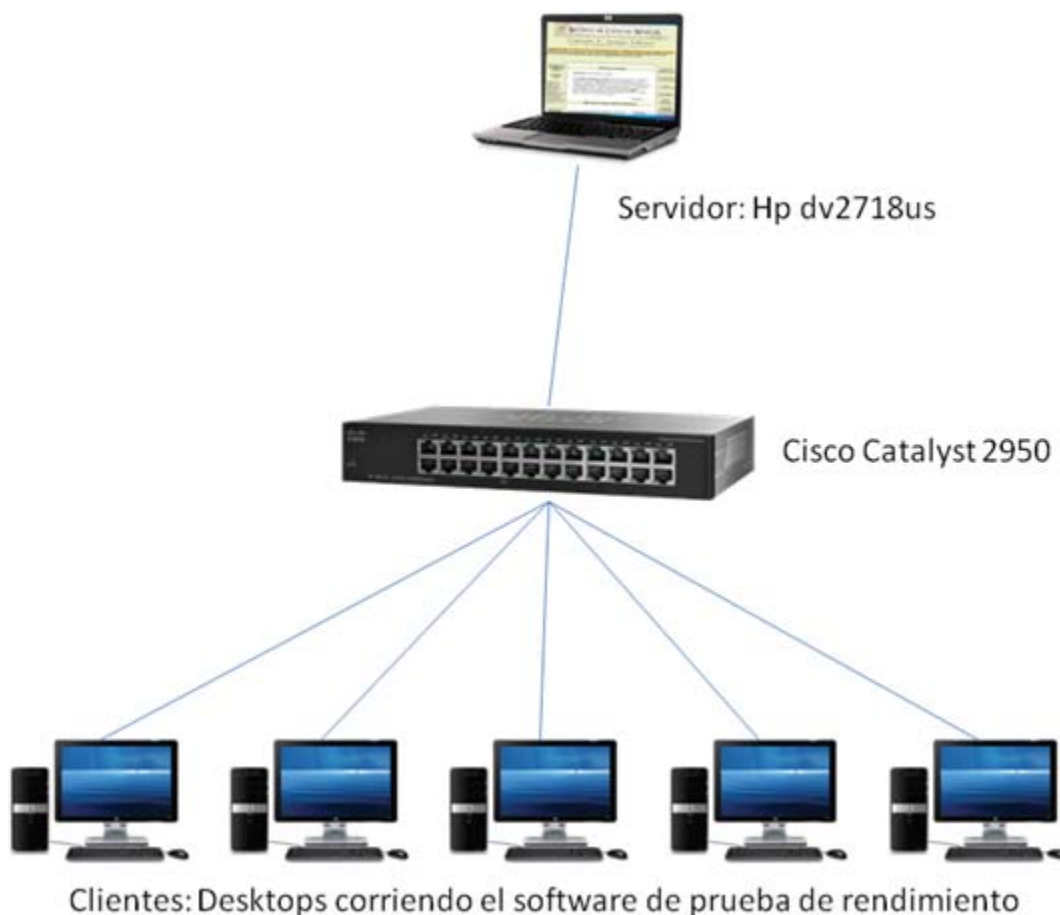 Servidor: Hp dv2718us
Cisco Catalyst 2950
Clientes: Desktops corriendo el software de prueba de rendimiento